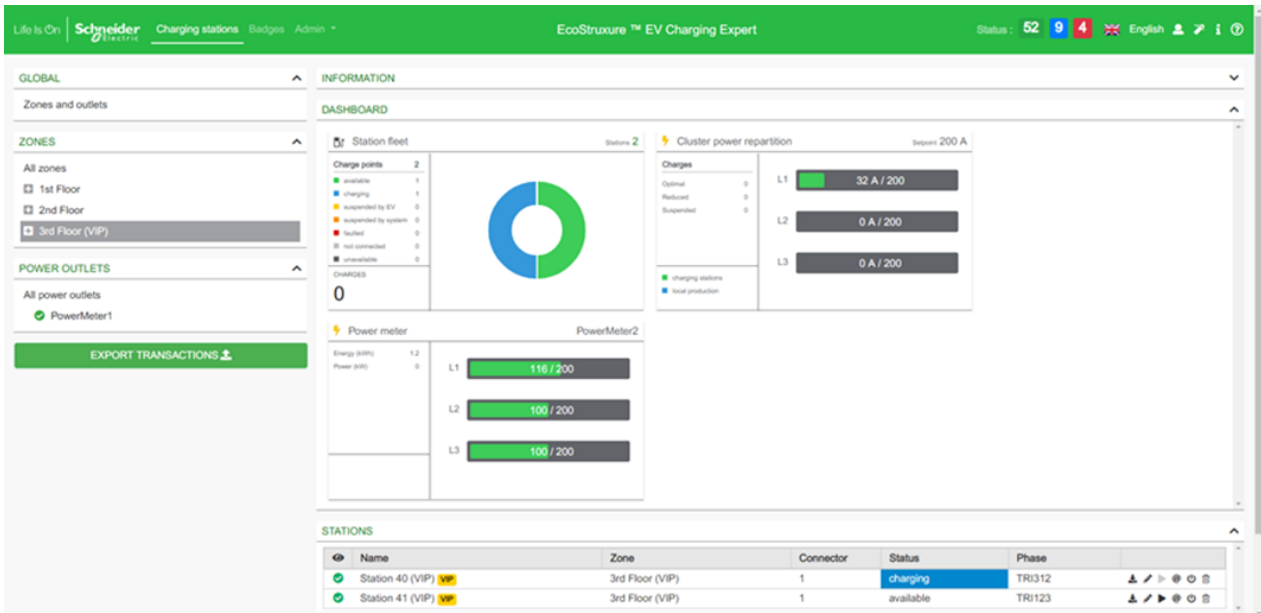 Life Is On Schneider Electric Charging stations Badges Admin EcoStruxure ™ EV Charging Expert Status : 52 9 4 English
GLOBAL
Zones and outlets
ZONES
All zones
1st Floor
2nd Floor
3rd Floor (VIP)
POWER OUTLETS
All power outlets
PowerMeter1
EXPORT TRANSACTIONS
INFORMATION
DASHBOARD
Station fleet Stations 2
Charge points 2
available 1
charging 1
suspended by EV 0
suspended by system 0
faulted 0
not connected 0
unavailable 0
CHARGES
0
Cluster power repartition Setpoint 200 A
Charges
Optimal 0
Reduced 0
Suspended 0
charging stations
local production
L1 32 A / 200
L2 0 A / 200
L3 0 A / 200
Power meter PowerMeter2
Energy (kWh) 1.2
Power (kW) 0
L1 116 / 200
L2 100 / 200
L3 100 / 200
STATIONS
Name Zone Connector Status Phase
Station 40 (VIP) VIP 3rd Floor (VIP) 1 charging TRI312
Station 41 (VIP) VIP 3rd Floor (VIP) 1 available TRI123